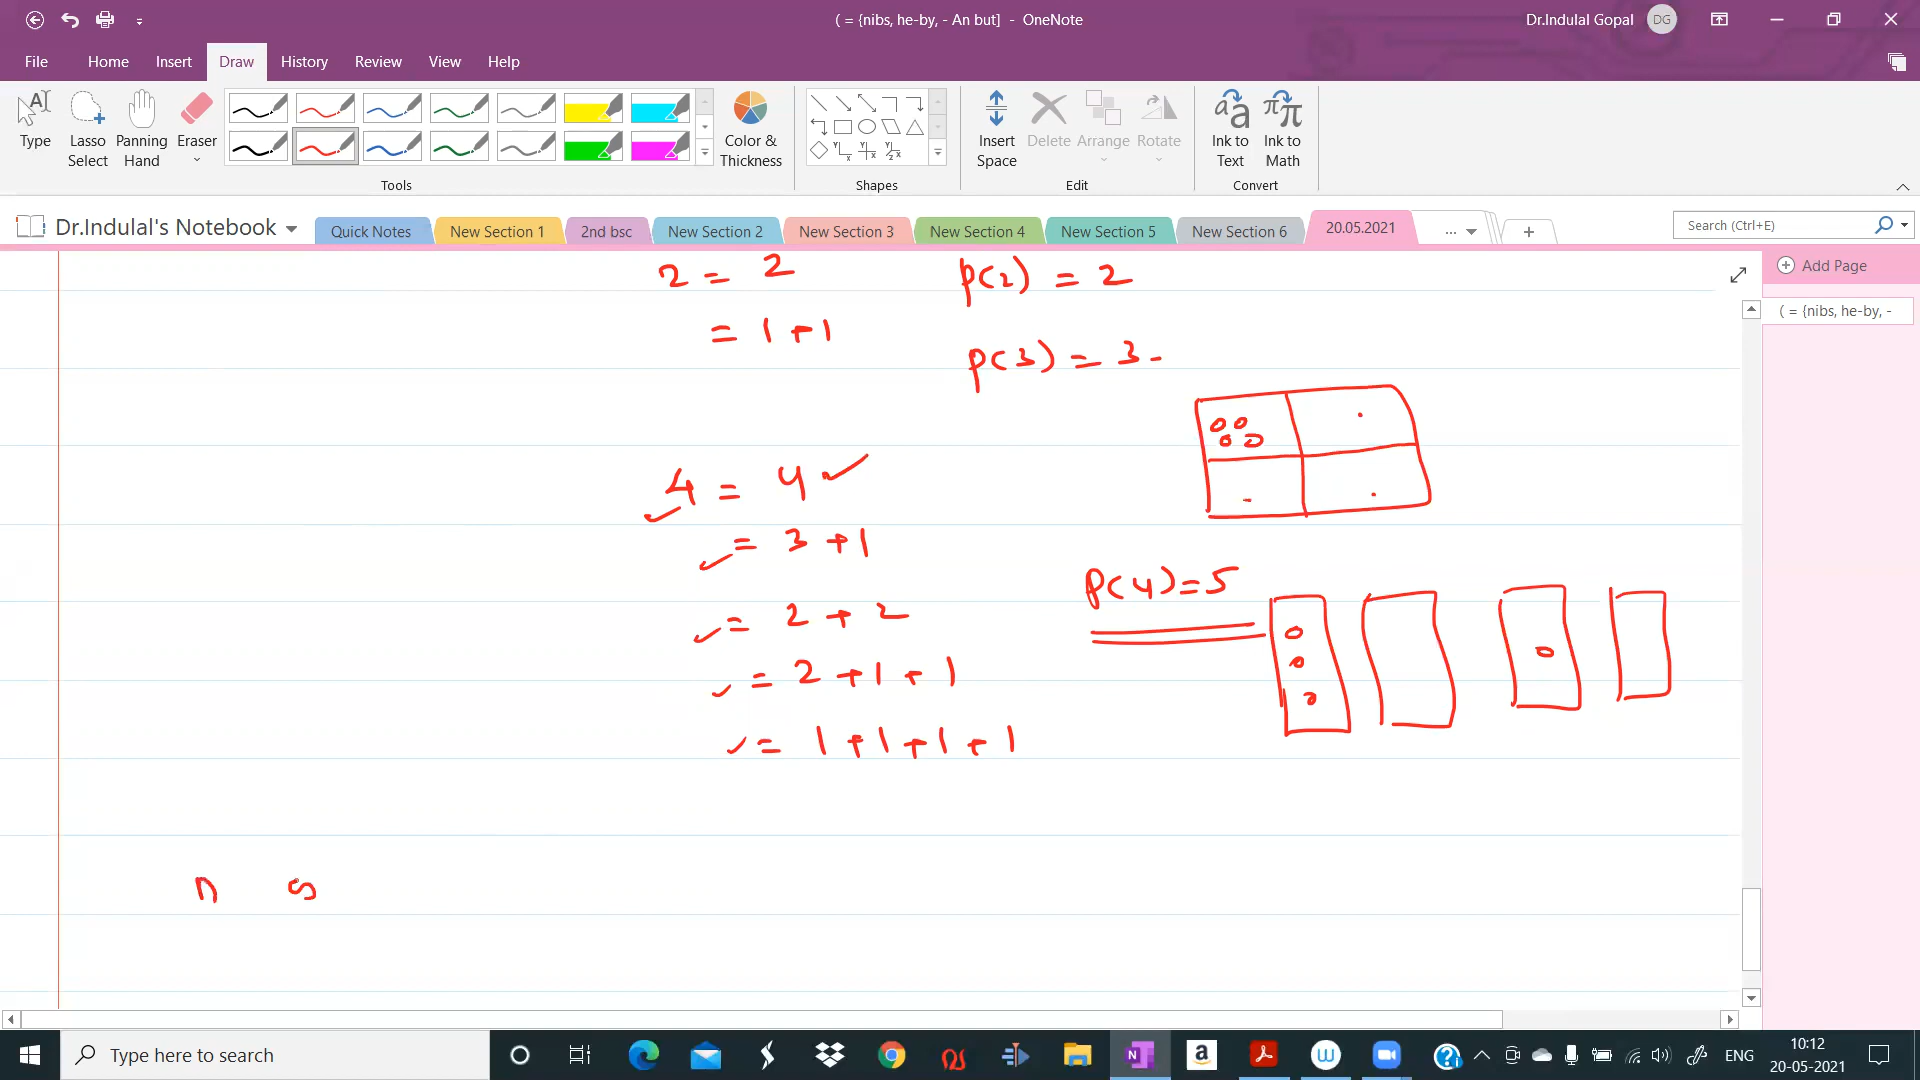 ( = {nibs, he-by, - An but] - OneNote
Dr.Indulal Gopal DG
File Home Insert Draw History Review View Help
Type
Lasso Select
Panning Hand
Eraser
Color & Thickness
Insert Space
Delete
Arrange
Rotate
Ink to Text
Ink to Math
Tools Shapes Edit Convert
Dr.Indulal's Notebook
Quick Notes New Section 1 2nd bsc New Section 2 New Section 3 New Section 4 New Section 5 New Section 6 20.05.2021 ... +
Search (Ctrl+E)
Add Page
( = {nibs, he-by, -
2 = 2 p(2) = 2
= 1+1
p(3) = 3
4 = 4
= 3 + 1
P(4)=5
= 2 + 2
= 2 + 1 + 1
= 1 + 1 + 1 + 1
n
Type here to search
ENG
10:12
20-05-2021